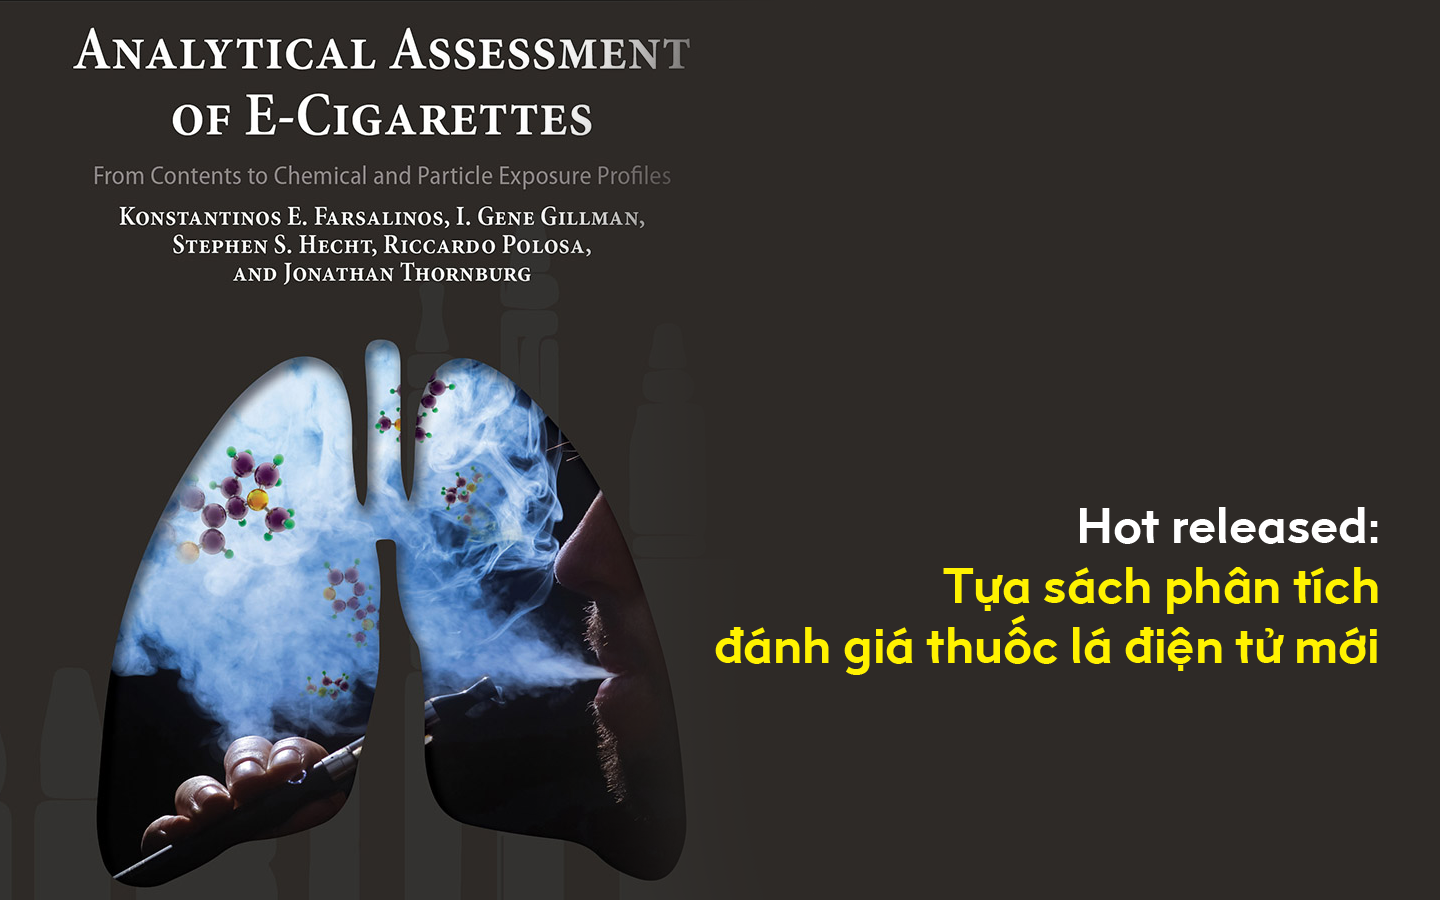 ANALYTICAL ASSESSMENT
OF E-CIGARETTES
From Contents to Chemical and Particle Exposure Profiles
KONSTANTINOS E. FARSALINOS, I. GENE GILLMAN,
STEPHEN S. HECHT, RICCARDO POLOSA,
AND JONATHAN THORNBURG
Hot released:
Tựa sách phân tích
đánh giá thuốc lá điện tử mới